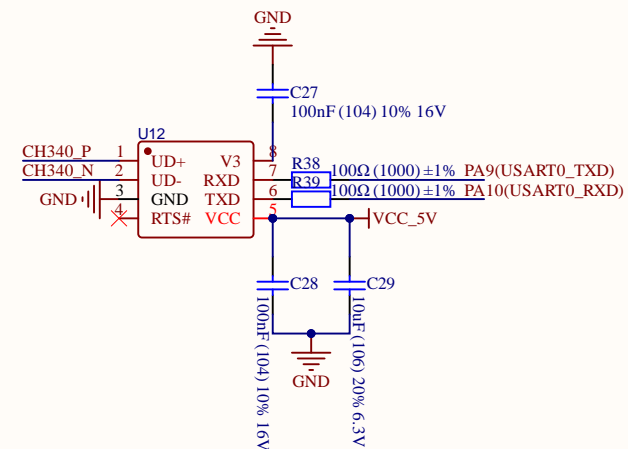 GND
C27
100nF (104) 10% 16V
U12
CH340_P
1
UD+
V3
8
CH340_N
2
UD-
RXD
7
R38
100Ω (1000) ±1%
PA9(USART0_TXD)
GND
3
GND
TXD
6
R39
100Ω (1000) ±1%
PA10(USART0_RXD)
4
RTS#
VCC
5
VCC_5V
C28
100nF (104) 10% 16V
C29
10uF (106) 20% 6.3V
GND